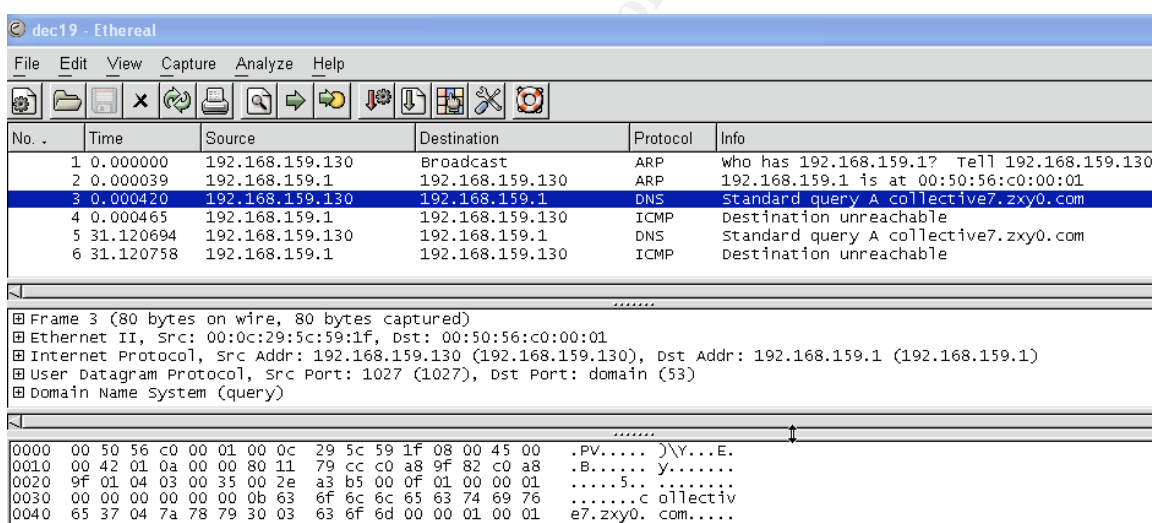 dec19 - Ethereal
File Edit View Capture Analyze Help
No. . Time Source Destination Protocol Info
1 0.000000 192.168.159.130 Broadcast ARP who has 192.168.159.1? Tell 192.168.159.130
2 0.000039 192.168.159.1 192.168.159.130 ARP 192.168.159.1 is at 00:50:56:c0:00:01
3 0.000420 192.168.159.130 192.168.159.1 DNS Standard query A collective7.zxy0.com
4 0.000465 192.168.159.1 192.168.159.130 ICMP Destination unreachable
5 31.120694 192.168.159.130 192.168.159.1 DNS Standard query A collective7.zxy0.com
6 31.120758 192.168.159.1 192.168.159.130 ICMP Destination unreachable
Frame 3 (80 bytes on wire, 80 bytes captured)
Ethernet II, Src: 00:0c:29:5c:59:1f, Dst: 00:50:56:c0:00:01
Internet Protocol, Src Addr: 192.168.159.130 (192.168.159.130), Dst Addr: 192.168.159.1 (192.168.159.1)
User Datagram Protocol, Src Port: 1027 (1027), Dst Port: domain (53)
Domain Name System (query)
0000 00 50 56 c0 00 01 00 0c 29 5c 59 1f 08 00 45 00 .PV..... )\Y...E.
0010 00 42 01 0a 00 00 80 11 79 cc c0 a8 9f 82 c0 a8 .B...... y.......
0020 9f 01 04 03 00 35 00 2e a3 b5 00 0f 01 00 00 01 .....5.. ........
0030 00 00 00 00 00 00 0b 63 6f 6c 6c 65 63 74 69 76 .......c ollectiv
0040 65 37 04 7a 78 79 30 03 63 6f 6d 00 00 01 00 01 e7.zxy0. com.....